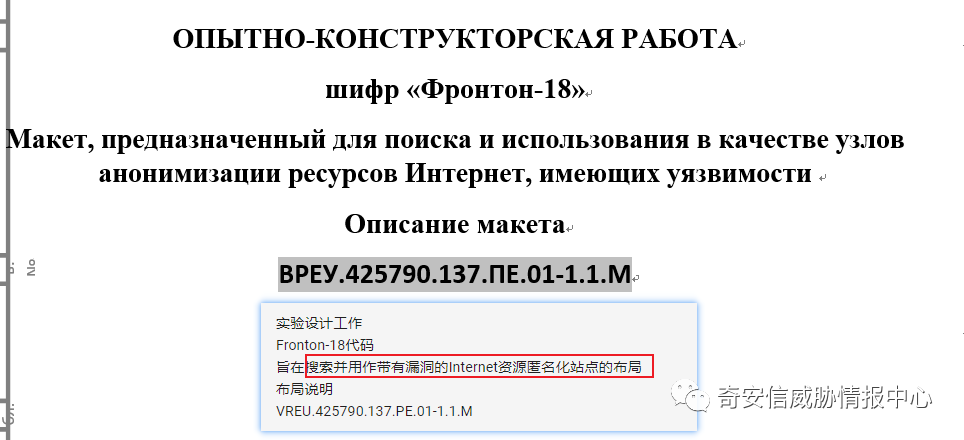 ОПЫТНО-КОНСТРУКТОРСКАЯ РАБОТА
шифр «Фронтон-18»
Макет, предназначенный для поиска и использования в качестве узлов
анонимизации ресурсов Интернет, имеющих уязвимости
Описание макета
№
ВРЕУ.425790.137.ПЕ.01-1.1.М
实验设计工作
Fronton-18代码
旨在搜索并用作带有漏洞的Internet资源匿名化站点的布局
布局说明
VREU.425790.137.PE.01-1.1.M
奇安信威胁情报中心